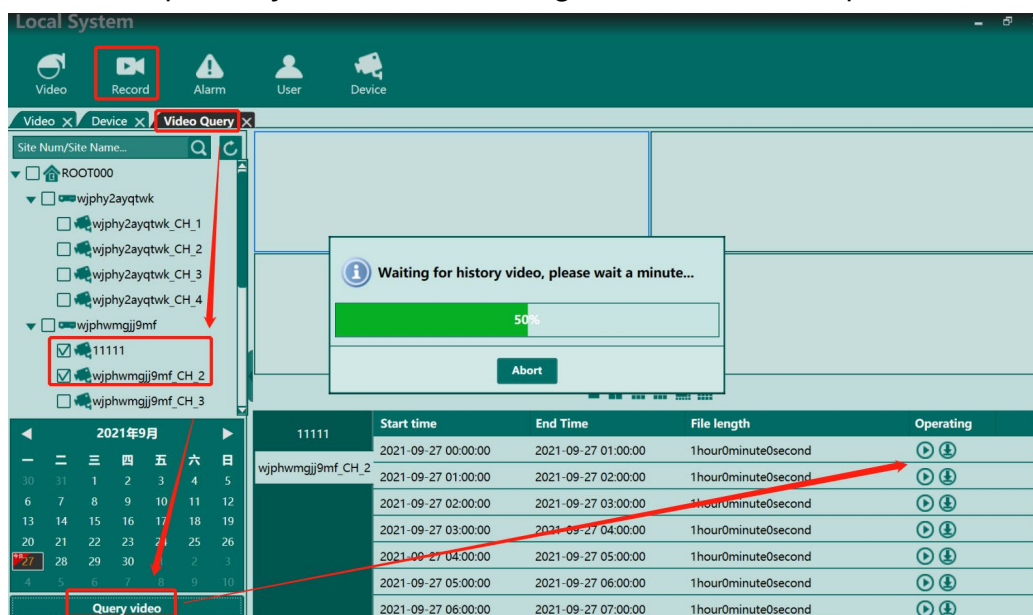 Local System
Video Record Alarm User Device
Video Device Video Query
Site Num/Site Name...
ROOT000
wjphy2ayqtwk
wjphy2ayqtwk_CH_1
wjphy2ayqtwk_CH_2
wjphy2ayqtwk_CH_3
wjphy2ayqtwk_CH_4
wjphwmgjj9mf
11111
wjphwmgjj9mf_CH_2
wjphwmgjj9mf_CH_3
Waiting for history video, please wait a minute...
50%
Abort
2021年9月
一 二 三 四 五 六 日
30 31 1 2 3 4 5
6 7 8 9 10 11 12
13 14 15 16 17 18 19
20 21 22 23 24 25 26
27 28 29 30 1 2 3
4 5 6 7 8 9 10
Query video
11111
wjphwmgjj9mf_CH_2
Start time End Time File length Operating
2021-09-27 00:00:00 2021-09-27 01:00:00 1hour0minute0second
2021-09-27 01:00:00 2021-09-27 02:00:00 1hour0minute0second
2021-09-27 02:00:00 2021-09-27 03:00:00 1hour0minute0second
2021-09-27 03:00:00 2021-09-27 04:00:00 1hour0minute0second
2021-09-27 04:00:00 2021-09-27 05:00:00 1hour0minute0second
2021-09-27 05:00:00 2021-09-27 06:00:00 1hour0minute0second
2021-09-27 06:00:00 2021-09-27 07:00:00 1hour0minute0second